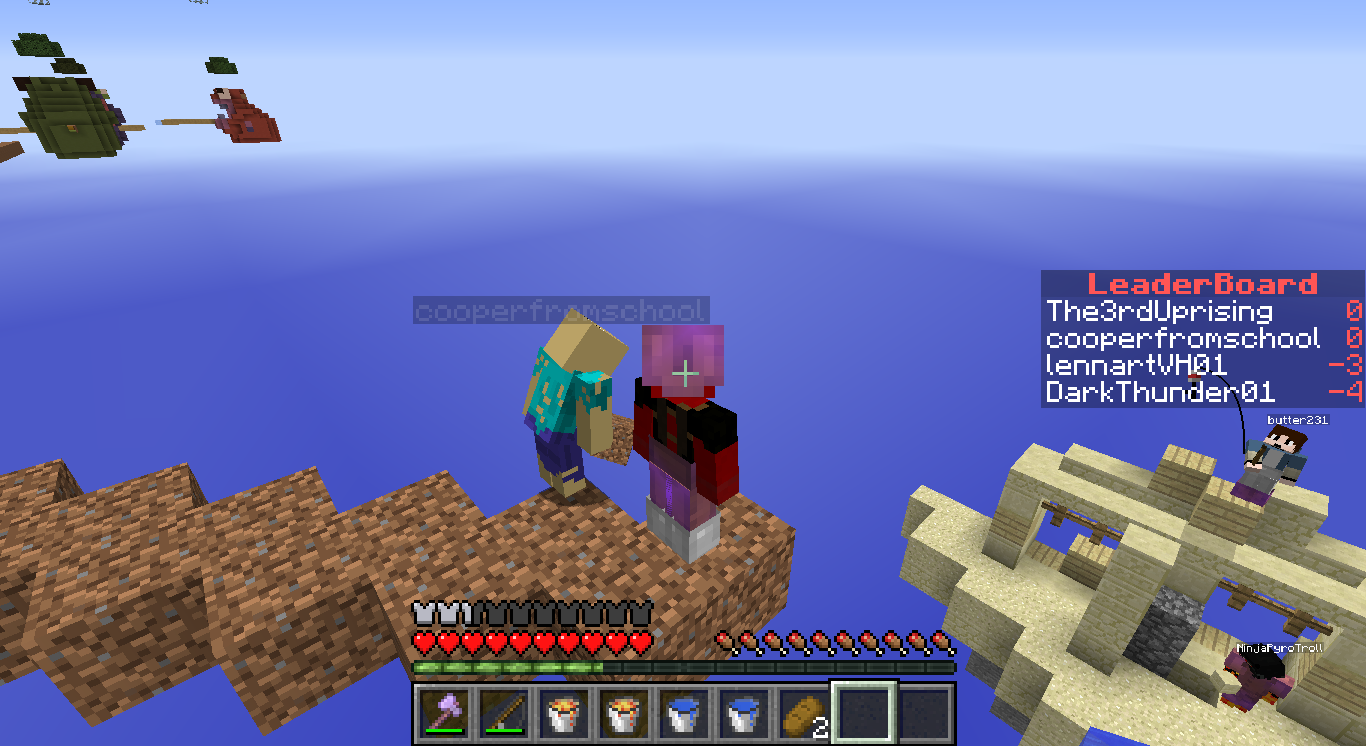 cooperfromschool
LeaderBoard
The3rdUprising 0
cooperfromschool 0
lennartVH01 -3
DarkThunder01 -4
butter231
NinjaPyroTroll
2